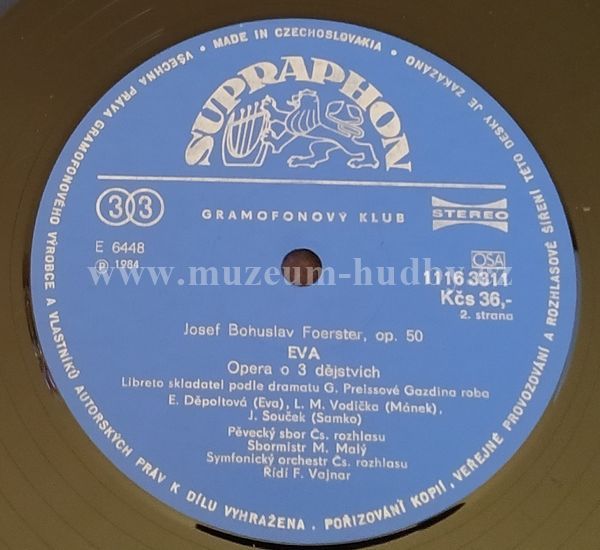 VŠECHNA PRÁVA GRAMOFONOVÉHO VÝROBCE A VLASTNÍKŮ AUTORSKÝCH PRÁV K DÍLU VYHRAŽENA . POŘIZOVÁNÍ KOPIÍ, VEŘEJNÉ PROVOZOVÁNÍ A ROZHLASOVÉ ŠÍŘENÍ TÉTO DESKY JE ZAKÁZÁNO
• MADE IN CZECHOSLOVAKIA •
SUPRAPHON
33
GRAMOFONOVÝ KLUB
STEREO
E 6448
℗ 1984
OSA
1116 3311
www.muzeum-hudby.cz
Kčs 36,-
2. strana
Josef Bohuslav Foerster, op. 50
EVA
Opera o 3 dějstvích
Libreto skladatel podle dramatu G. Preissové Gazdina roba
E. Děpoltová (Eva), L. M. Vodička (Mánek),
J. Souček (Samko)
Pěvecký sbor Čs. rozhlasu
Sbormistr M. Malý
Symfonický orchestr Čs. rozhlasu
Řídí F. Vajnar